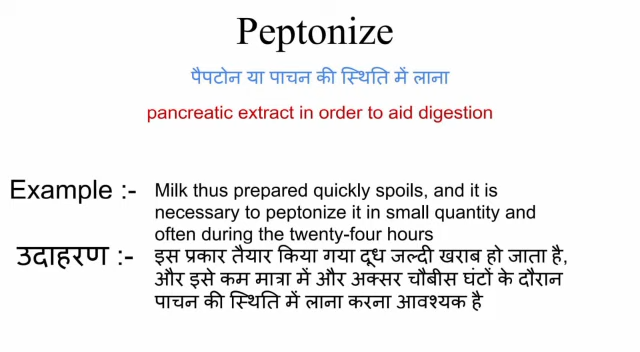 Peptonize
पैपटोन या पाचन की स्थिति में लाना
pancreatic extract in order to aid digestion
Example :- Milk thus prepared quickly spoils, and it is
necessary to peptonize it in small quantity and
often during the twenty-four hours
उदाहरण :- इस प्रकार तैयार किया गया दूध जल्दी खराब हो जाता है,
और इसे कम मात्रा में और अक्सर चौबीस घंटों के दौरान
पाचन की स्थिति में लाना करना आवश्यक है